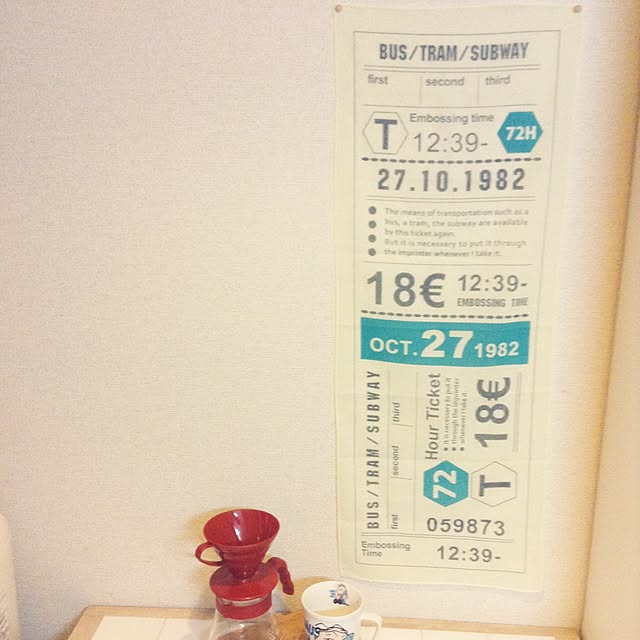 BUS/TRAM/SUBWAY
first second third
T
Embossing time
12:39-
72H
27.10.1982
The means of transportation such as a
bus, a tram, the subway are available
by this ticket again.
But it is necessary to put it through
the imprinter whenever I take it.
18€
12:39-
EMBOSSING TIME
OCT.27 1982
BUS/TRAM/SUBWAY
first second third
72
Hour Ticket
It is necessary to put it
through the imprinter
whenever I take it
T
18€
059873
Embossing
Time
12:39-